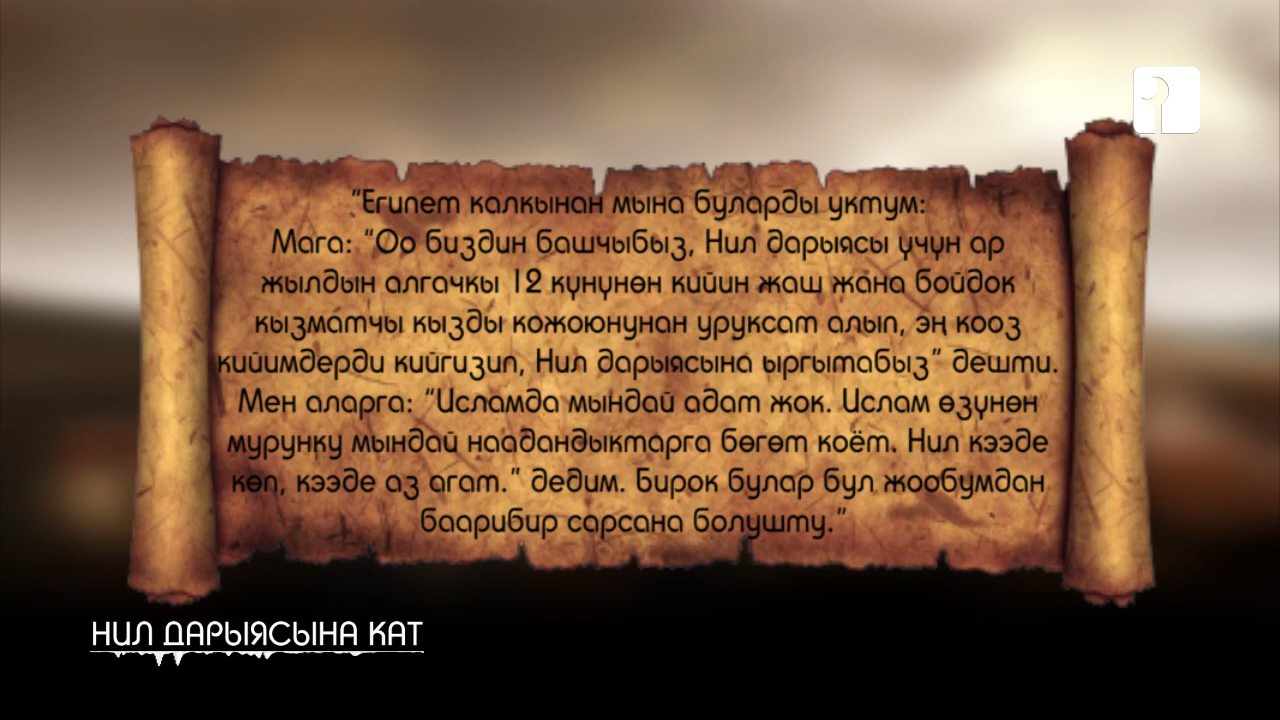 "Египет калкынан мына буларды уктум:
Мага: "Оо биздин башчыбыз, Нил дарыясы үчүн ар
жылдын алгачкы 12 күнүнөн кийин жаш жана бойдок
кызматчы кызды кожоюнунан уруксат алып, эң кооз
кийимдерди кийгизип, Нил дарыясына ыргытабыз" дешти.
Мен аларга: "Исламда мындай адат жок. Ислам өзүнөн
мурунку мындай наадандыктарга бөгөт коёт. Нил кээде
көп, кээде аз агат." дедим. Бирок булар бул жообумдан
баарибир сарсана болушту."
НИЛ ДАРЫЯСЫНА КАТ